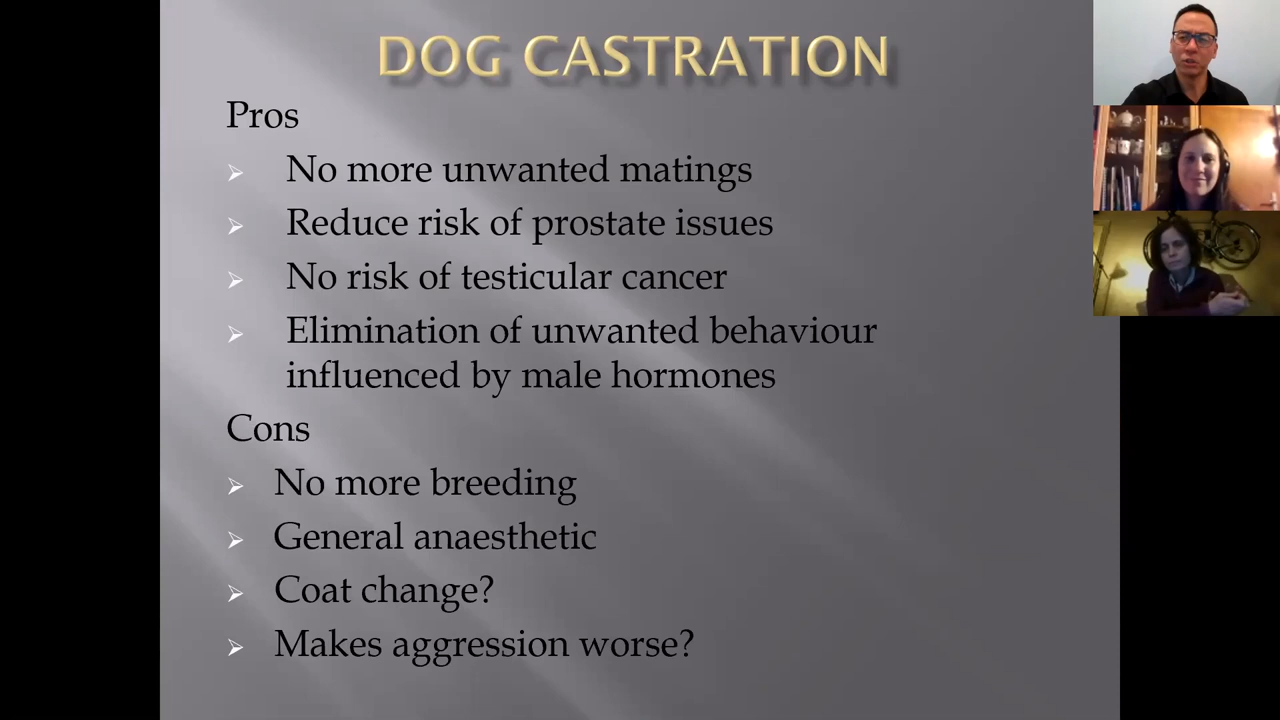 DOG CASTRATION
Pros
No more unwanted matings
Reduce risk of prostate issues
No risk of testicular cancer
Elimination of unwanted behaviour
influenced by male hormones
Cons
No more breeding
General anaesthetic
Coat change?
Makes aggression worse?